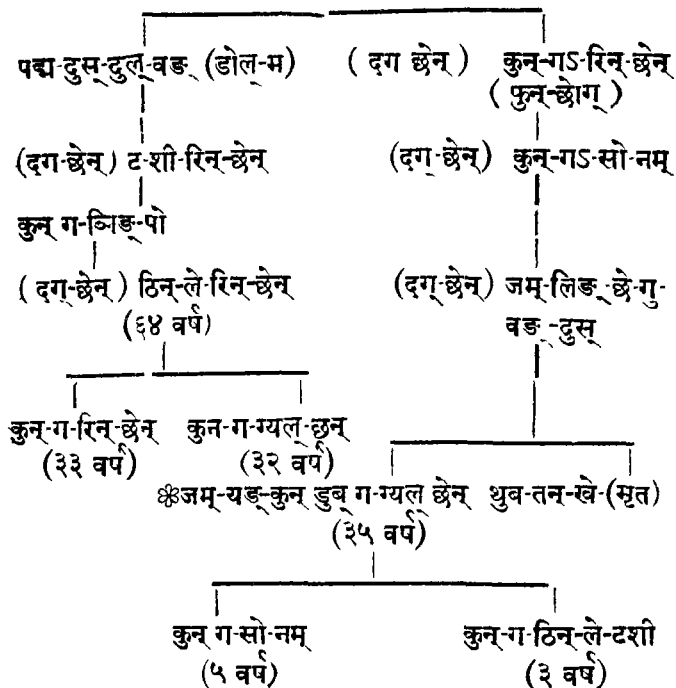 पद्म-दुस्-दुल्-वङ् (डोल्-म) ( दग छेन् ) कुन्-गऽ-रिन्-छेन्
( फुन्-छोग् )
(दग-छेन्) ट-शी-रिन्-छेन् (दग्-छेन्) कुन्-गऽ-सो-नम्
कुन् ग-ञिङ्-पो
( दग्-छेन् ) ठिन्-ले-रिन्-छेन् (दग्-छेन्) जम्-लिङ्-छे-गु-
(६४ वर्ष) वङ्-दुस्
कुन्-ग-रिन्-छेन् कुन-ग-ग्यल्-छन्
(३३ वर्ष) (३२ वर्ष)
❊जम्-यङ्-कुन् डुब् ग-ग्यल छेन् थुब-तन्-खे-(मृत)
(३५ वर्ष)
कुन् ग-सो-नम् कुन्-ग-ठिन्-ले-टशी
(५ वर्ष) (३ वर्ष)